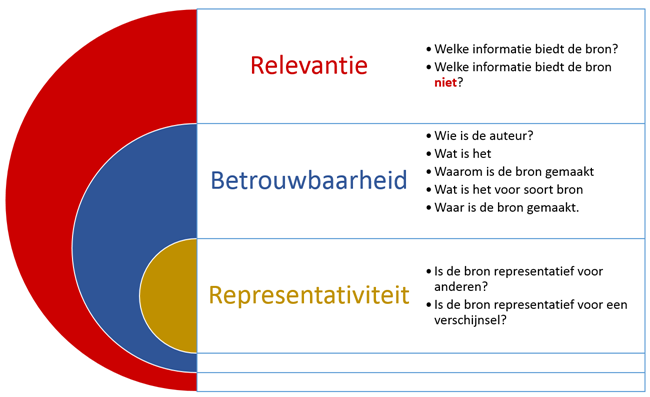 Relevantie
• Welke informatie biedt de bron?
• Welke informatie biedt de bron
niet?
Betrouwbaarheid
• Wie is de auteur?
• Wat is het
• Waarom is de bron gemaakt
• Wat is het voor soort bron
• Waar is de bron gemaakt.
Representativiteit
• Is de bron representatief voor
anderen?
• Is de bron representatief voor een
verschijnsel?